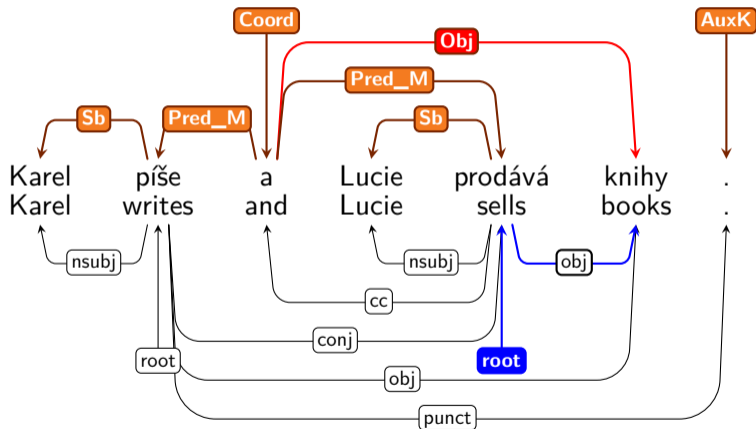 Coord AuxK
Obj
Pred_M
Sb Pred_M Sb
Karel píše a Lucie prodává knihy .
Karel writes and Lucie sells books .
nsubj nsubj obj
cc
conj
root root
obj
punct